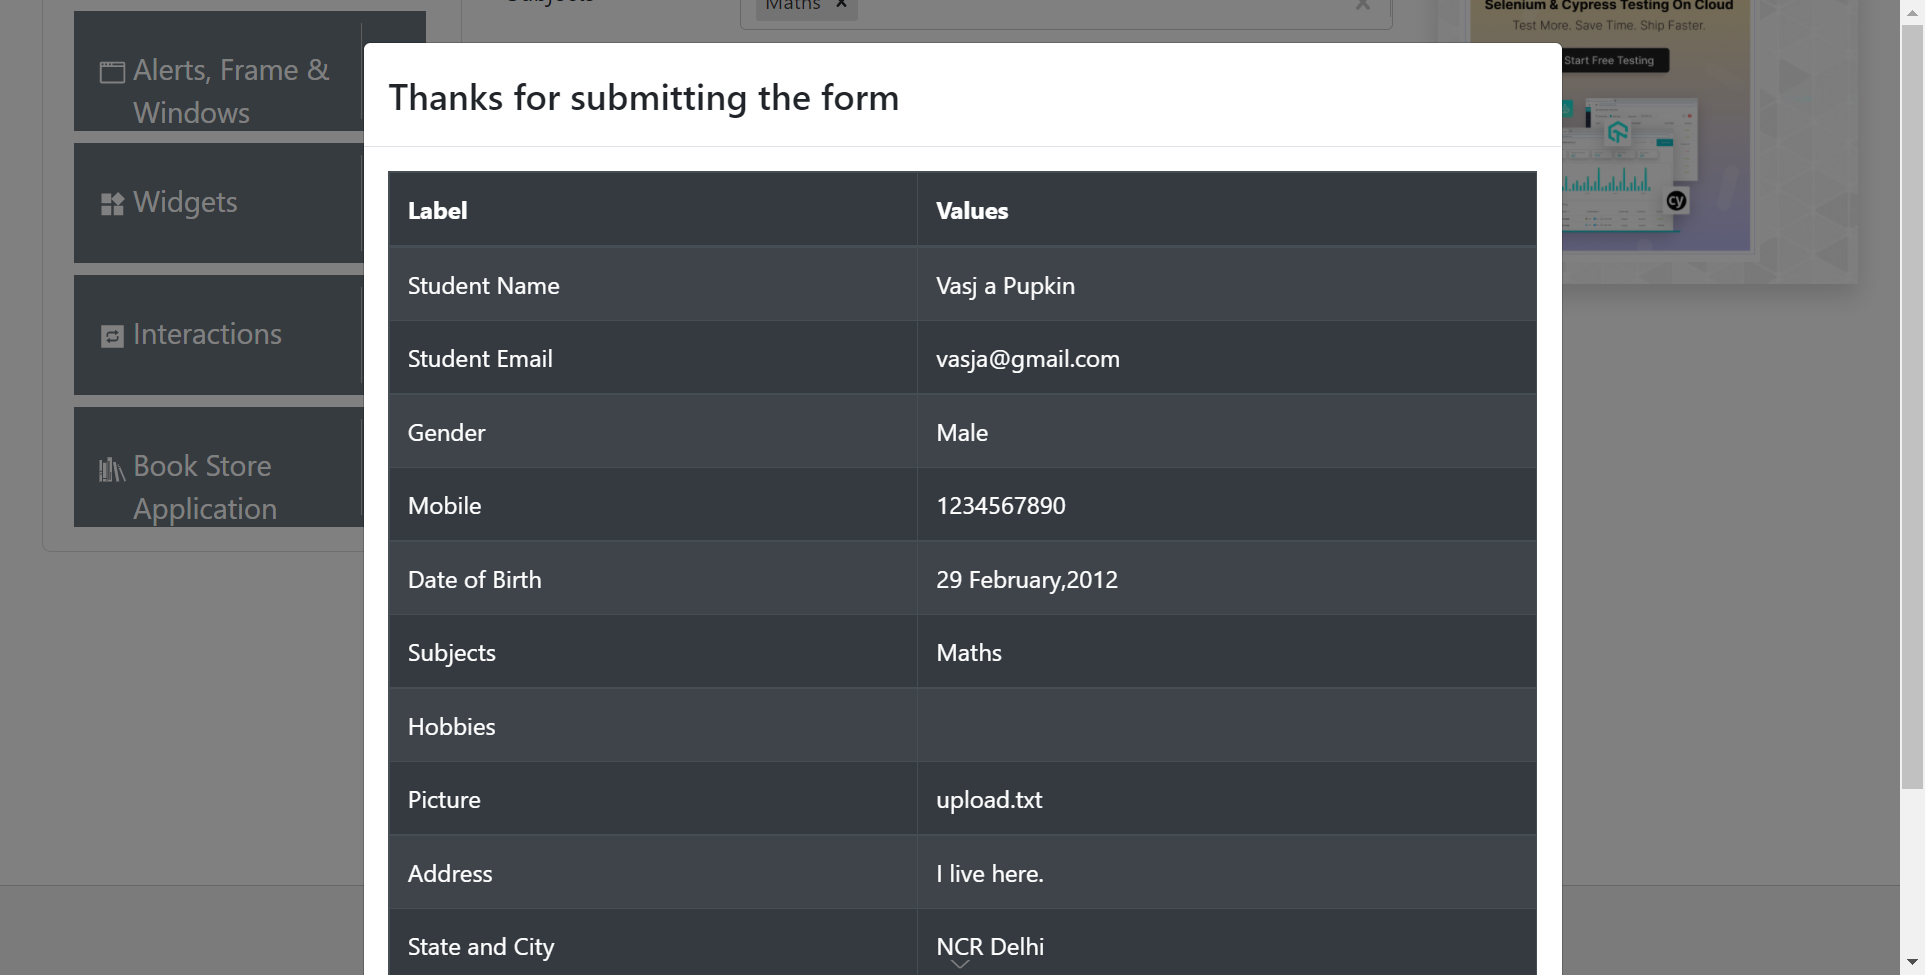 Maths ×
Selenium & Cypress Testing On Cloud
Test More. Save Time. Ship Faster.
Start Free Testing
Alerts, Frame &
Windows
Widgets
Interactions
Book Store
Application
Thanks for submitting the form
Label Values
Student Name Vasj a Pupkin
Student Email vasja@gmail.com
Gender Male
Mobile 1234567890
Date of Birth 29 February,2012
Subjects Maths
Hobbies
Picture upload.txt
Address I live here.
State and City NCR Delhi
cy